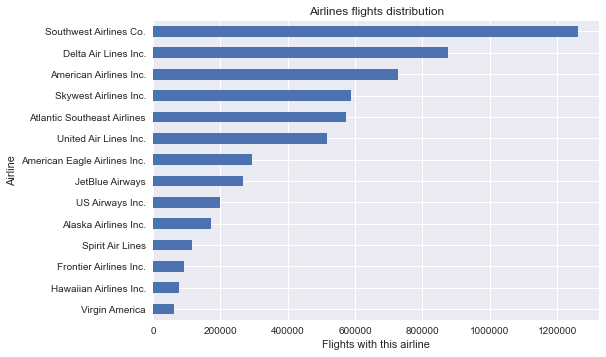 Airlines flights distribution
Southwest Airlines Co.
Delta Air Lines Inc.
American Airlines Inc.
Skywest Airlines Inc.
Atlantic Southeast Airlines
United Air Lines Inc.
American Eagle Airlines Inc.
JetBlue Airways
US Airways Inc.
Alaska Airlines Inc.
Spirit Air Lines
Frontier Airlines Inc.
Hawaiian Airlines Inc.
Virgin America
Airline
0 200000 400000 600000 800000 1000000 1200000
Flights with this airline